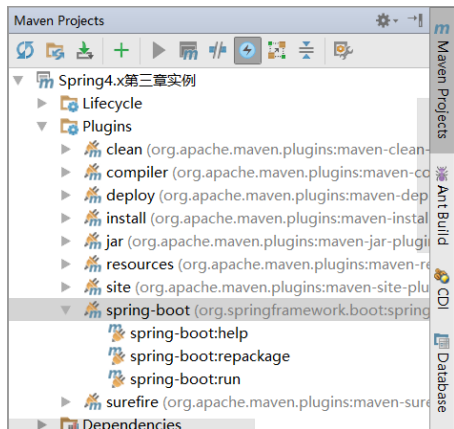 Maven Projects
Spring4.x第三章实例
Lifecycle
Plugins
clean (org.apache.maven.plugins:maven-clean-
compiler (org.apache.maven.plugins:maven-co
deploy (org.apache.maven.plugins:maven-dep
install (org.apache.maven.plugins:maven-instal
jar (org.apache.maven.plugins:maven-jar-plugi
resources (org.apache.maven.plugins:maven-re
site (org.apache.maven.plugins:maven-site-plu
spring-boot (org.springframework.boot:spring
spring-boot:help
spring-boot:repackage
spring-boot:run
surefire (org.apache.maven.plugins:maven-sure
Dependencies
Maven Projects
Ant Build
CDI
Database